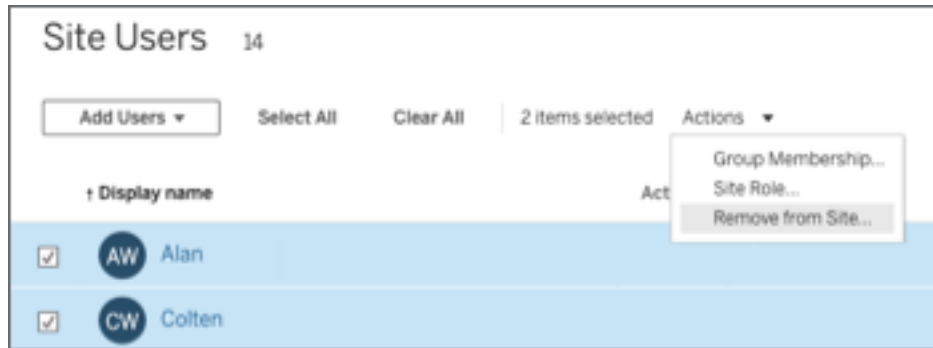 Site Users 14
Add Users Select All Clear All 2 items selected Actions
Group Membership...
Site Role...
Remove from Site...
↑ Display name Act
AW Alan
CW Colten